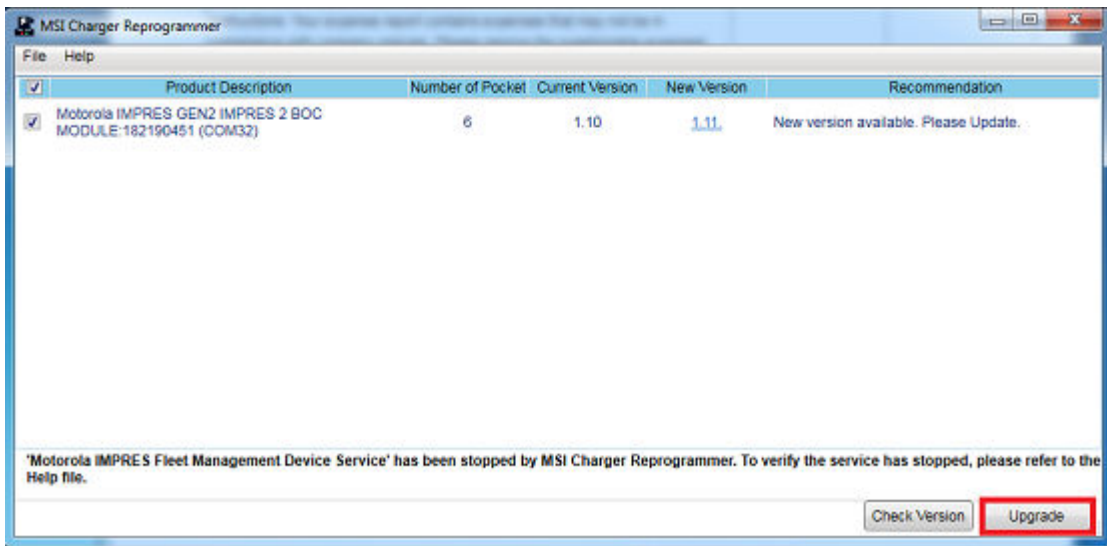 MSI Charger Reprogrammer
File Help
Product Description Number of Pocket Current Version New Version Recommendation
Motorola IMPRES GEN2 IMPRES 2 BOC
MODULE:182190451 (COM32) 6 1.10 1.11. New version available. Please Update.
'Motorola IMPRES Fleet Management Device Service' has been stopped by MSI Charger Reprogrammer. To verify the service has stopped, please refer to the
Help file.
Check Version Upgrade